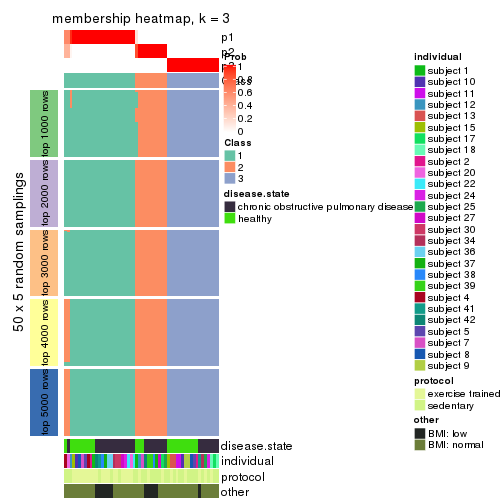 membership heatmap, k = 3
p1
p2
p3
Class
Prob
1
0.8
0.6
0.4
0.2
0
Class
1
2
3
disease.state
chronic obstructive pulmonary disease
healthy
50 x 5 random samplings
top 1000 rows
top 2000 rows
top 3000 rows
top 4000 rows
top 5000 rows
disease.state
individual
protocol
other
individual
subject 1
subject 10
subject 11
subject 12
subject 13
subject 15
subject 17
subject 18
subject 2
subject 20
subject 22
subject 24
subject 25
subject 27
subject 30
subject 34
subject 36
subject 37
subject 38
subject 39
subject 4
subject 41
subject 42
subject 5
subject 7
subject 8
subject 9
protocol
exercise trained
sedentary
other
BMI: low
BMI: normal